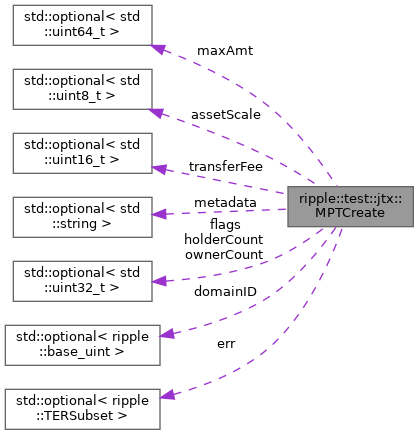 std::optional< std
::uint64_t >
maxAmt
std::optional< std
::uint8_t >
assetScale
std::optional< std
::uint16_t >
transferFee
ripple::test::jtx::
MPTCreate
std::optional< std
::string >
metadata
flags
holderCount
ownerCount
std::optional< std
::uint32_t >
domainID
std::optional< ripple
::base_uint >
err
std::optional< ripple
::TERSubset >